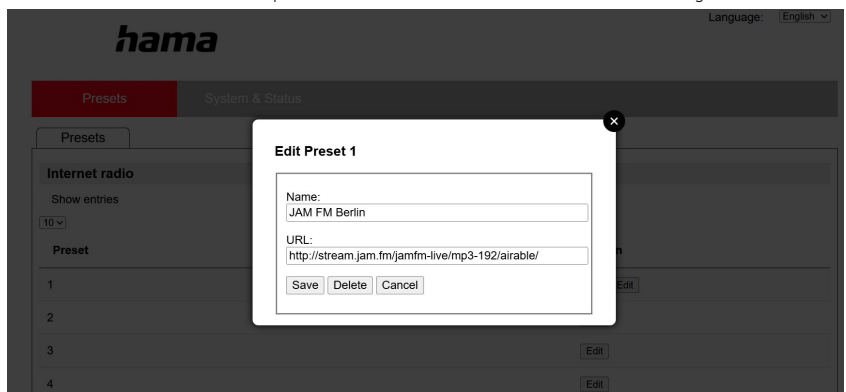 Language: English
hama
Presets System & Status
Presets
Edit Preset 1
Internet radio
Show entries
10
Name:
JAM FM Berlin
URL:
http://stream.jam.fm/jamfm-live/mp3-192/airable/
Preset
Save Delete Cancel
1 Edit
2
3 Edit
4 Edit